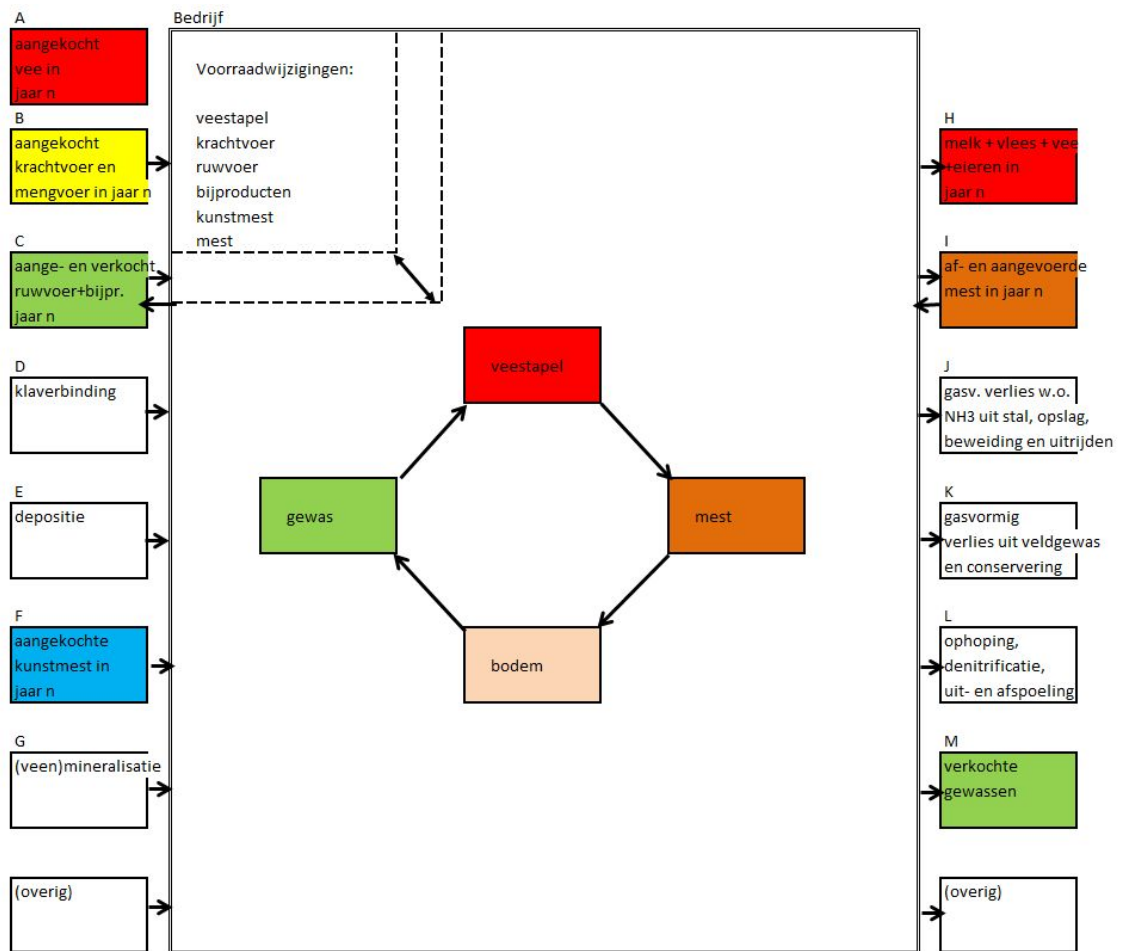 A
aangekocht
vee in
jaar n
B
aangekocht
krachtvoer en
mengvoer in jaar n
C
aange- en verkocht
ruwvoer+bijpr.
jaar n
D
klaverbinding
E
depositie
F
aangekochte
kunstmest in
jaar n
G
(veen)mineralisatie
(overig)
Bedrijf
Voorraadwijzigingen:
veestapel
krachtvoer
ruwvoer
bijproducten
kunstmest
mest
veestapel
gewas
mest
bodem
H
melk + vlees + vee
+eieren in
jaar n
I
af- en aangevoerde
mest in jaar n
J
gasv. verlies w.o.
NH3 uit stal, opslag,
beweiding en uitrijden
K
gasvormig
verlies uit veldgewas
en conservering
L
ophoping,
denitrificatie,
uit- en afspoeling
M
verkochte
gewassen
(overig)